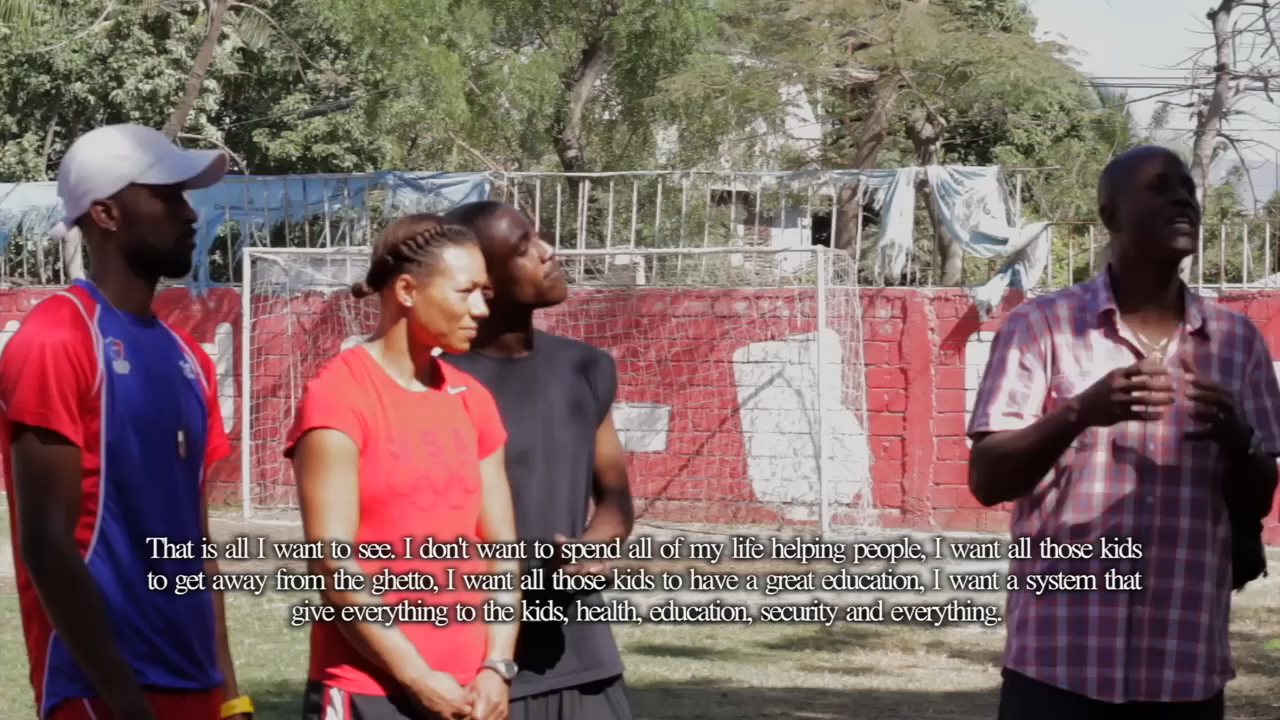 That is all I want to see. I don't want to spend all of my life helping people, I want all those kids
to get away from the ghetto, I want all those kids to have a great education, I want a system that
give everything to the kids, health, education, security and everything.